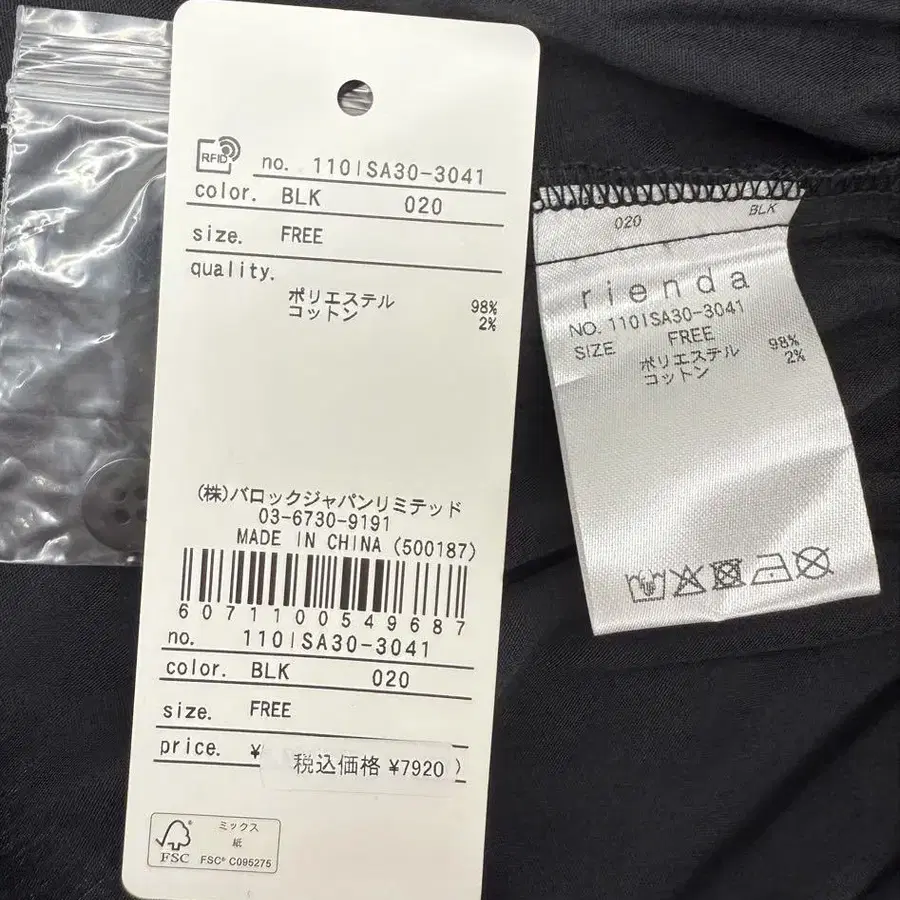 RFID
no. 110ISA30-3041
color. BLK 020
size. FREE
quality.
ポリエステル 98%
コットン 2%
(株)バロックジャパンリミテッド
03-6730-9191
MADE IN CHINA (500187)
6071100549687
no. 110ISA30-3041
color. BLK 020
size. FREE
price. ¥
税込価格 ¥7920 )
ミックス
紙
FSC
FSC® C095275
020 BLK
rienda
NO. 110ISA30-3041
SIZE FREE
ポリエステル 98%
コットン 2%